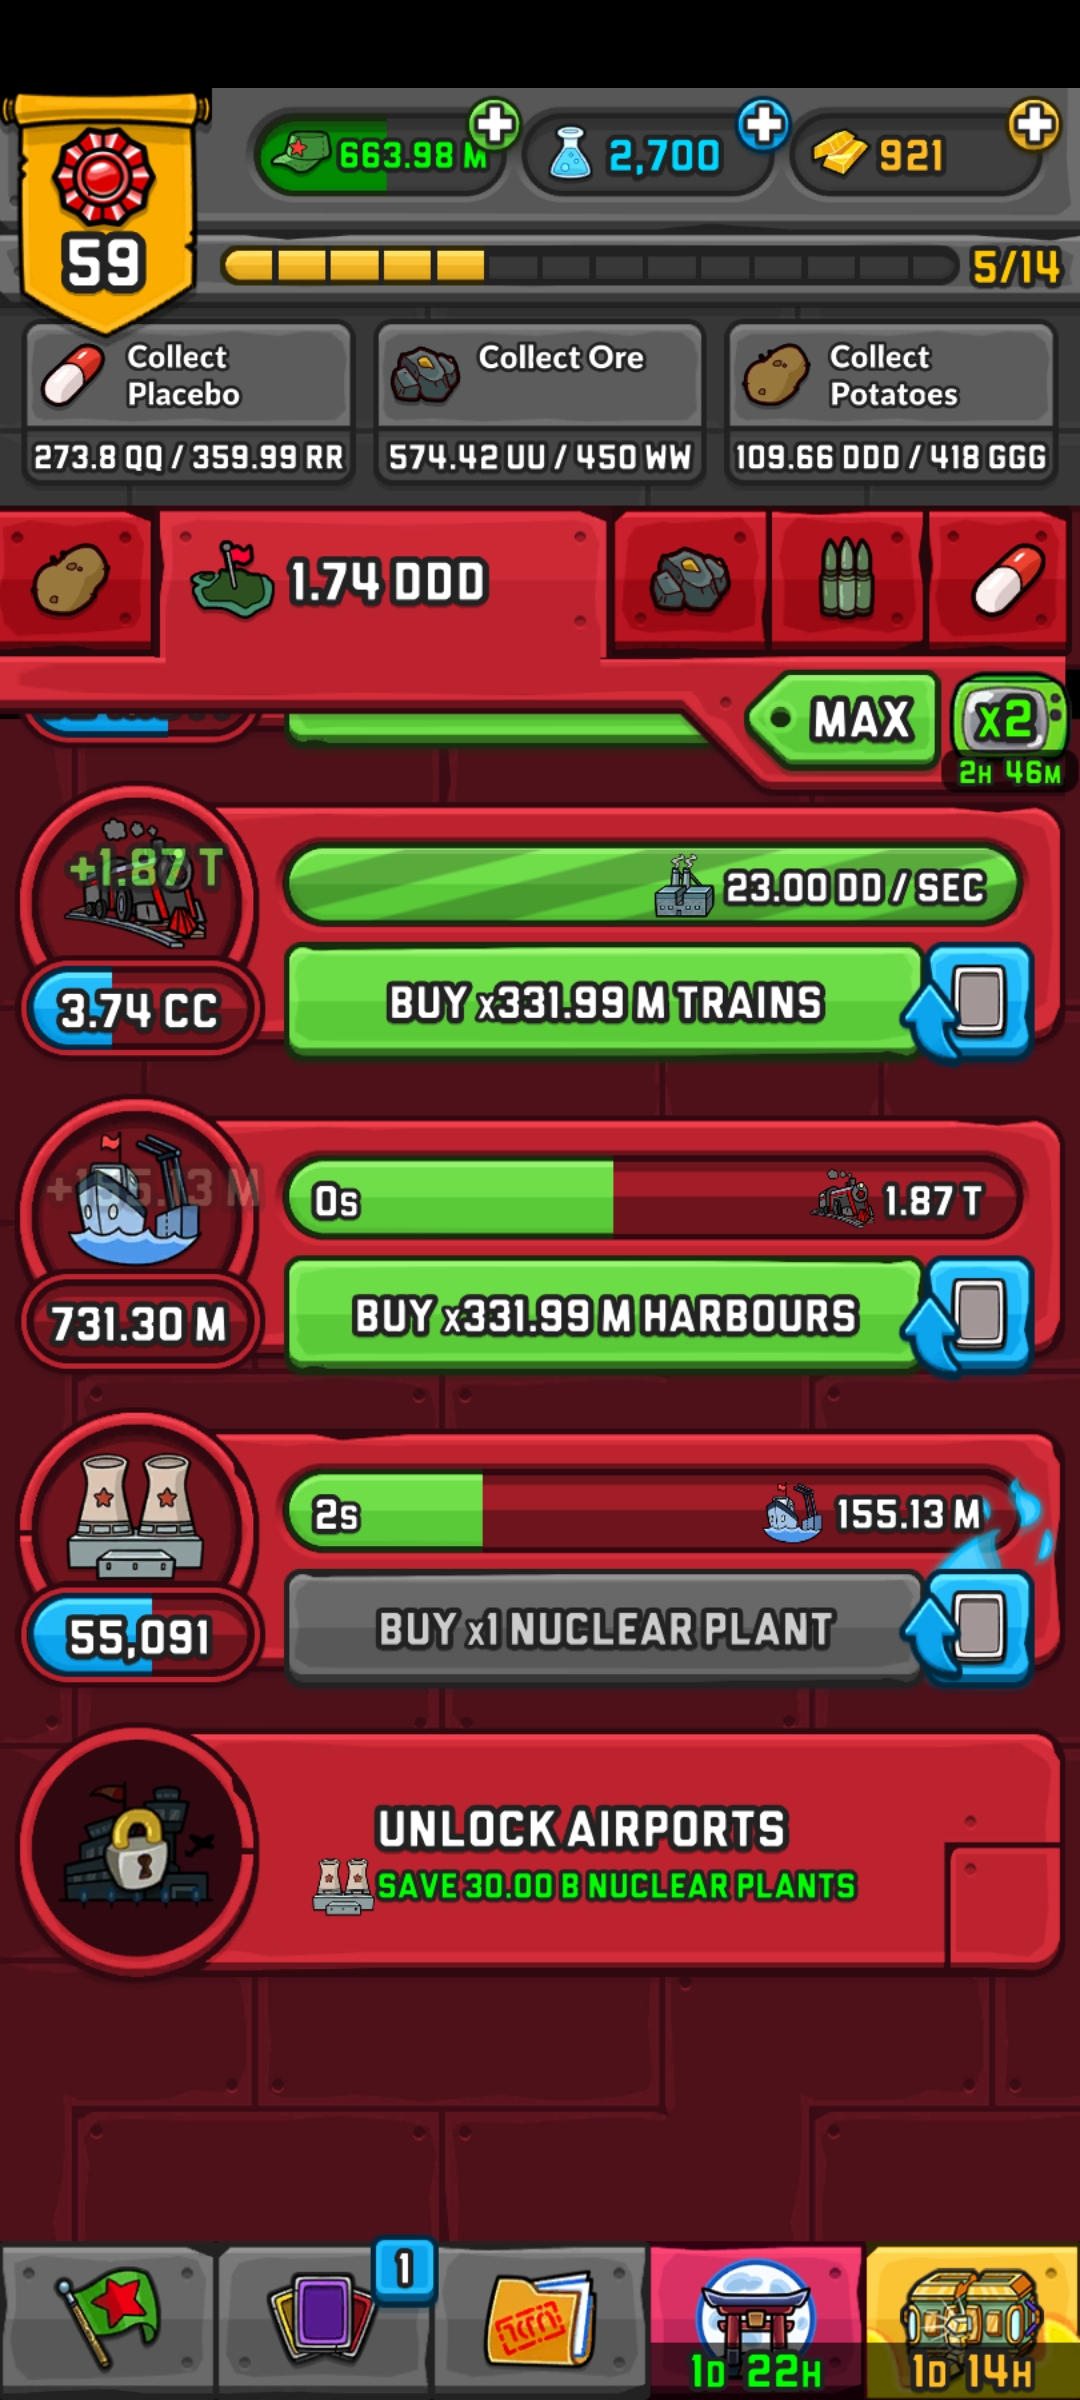 663.98 M
2,700
921
59
5/14
Collect
Placebo
273.8 QQ / 359.99 RR
Collect Ore
574.42 UU / 450 WW
Collect
Potatoes
109.66 DDD / 418 GGG
1.74 DDD
MAX
x2
2H 46M
+1.87 T
23.00 DD / SEC
3.74 CC
BUY x331.99 M TRAINS
+155.13 M
0s
1.87 T
731.30 M
BUY x331.99 M HARBOURS
2s
155.13 M
55,091
BUY x1 NUCLEAR PLANT
UNLOCK AIRPORTS
SAVE 30.00 B NUCLEAR PLANTS
1
1D 22H
1D 14H